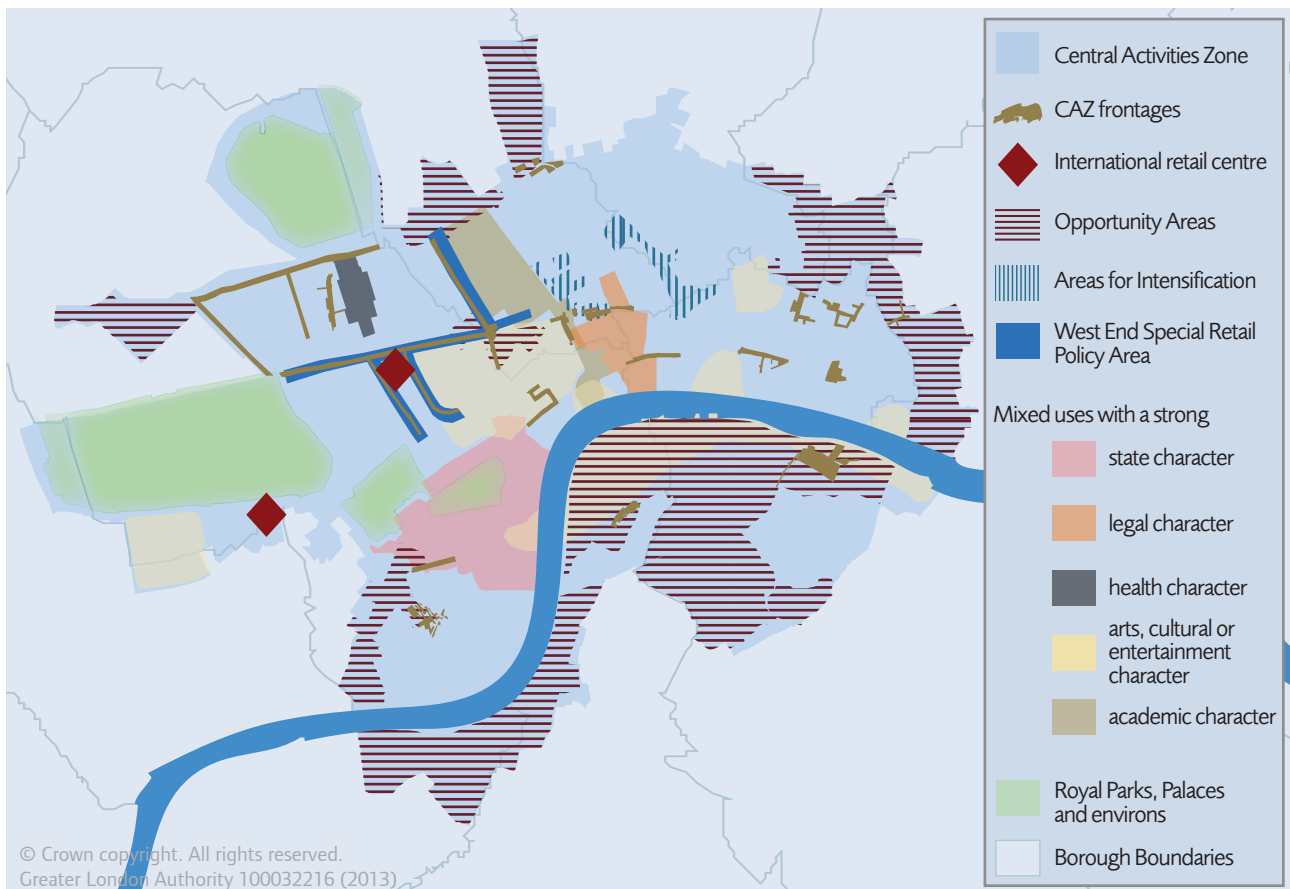 Central Activities Zone
CAZ frontages
International retail centre
Opportunity Areas
Areas for Intensification
West End Special Retail
Policy Area
Mixed uses with a strong
state character
legal character
health character
arts, cultural or
entertainment
character
academic character
Royal Parks, Palaces
and environs
Borough Boundaries
© Crown copyright. All rights reserved.
Greater London Authority 100032216 (2013)